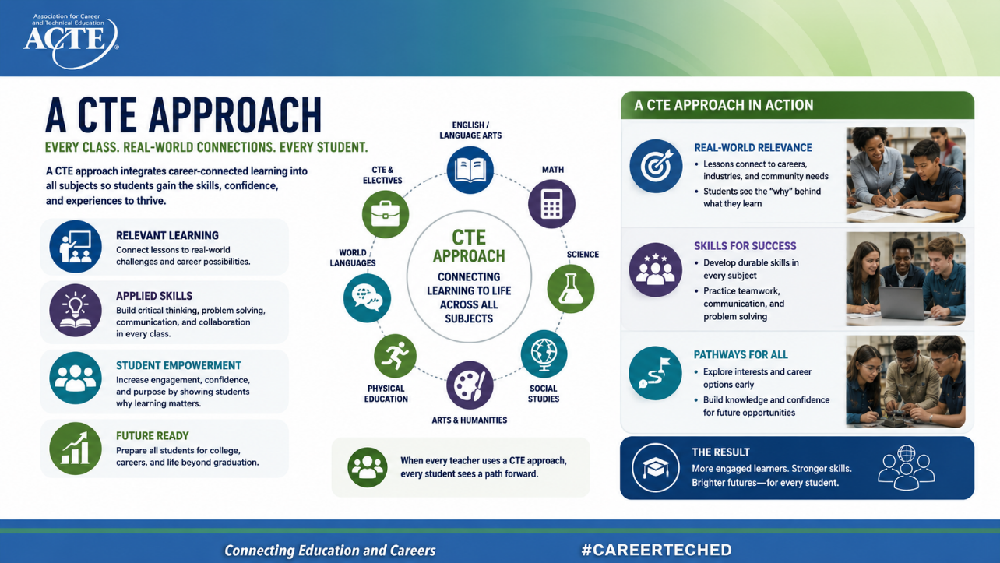 Association for Career
and Technical Education
ACTE®
A CTE APPROACH
EVERY CLASS. REAL-WORLD CONNECTIONS. EVERY STUDENT.
A CTE approach integrates career-connected learning into
all subjects so students gain the skills, confidence,
and experiences to thrive.
RELEVANT LEARNING
Connect lessons to real-world
challenges and career possibilities.
APPLIED SKILLS
Build critical thinking, problem solving,
communication, and collaboration
in every class.
STUDENT EMPOWERMENT
Increase engagement, confidence,
and purpose by showing students
why learning matters.
FUTURE READY
Prepare all students for college,
careers, and life beyond graduation.
ENGLISH /
LANGUAGE ARTS
MATH
SCIENCE
SOCIAL
STUDIES
ARTS & HUMANITIES
PHYSICAL
EDUCATION
WORLD
LANGUAGES
CTE &
ELECTIVES
CTE
APPROACH
CONNECTING
LEARNING TO LIFE
ACROSS ALL
SUBJECTS
When every teacher uses a CTE approach,
every student sees a path forward.
A CTE APPROACH IN ACTION
REAL-WORLD RELEVANCE
• Lessons connect to careers,
industries, and community needs
• Students see the “why” behind
what they learn
SKILLS FOR SUCCESS
• Develop durable skills in
every subject
• Practice teamwork,
communication, and
problem solving
PATHWAYS FOR ALL
• Explore interests and career
options early
• Build knowledge and confidence
for future opportunities
THE RESULT
More engaged learners. Stronger skills.
Brighter futures—for every student.
Connecting Education and Careers
#CAREERTECHED